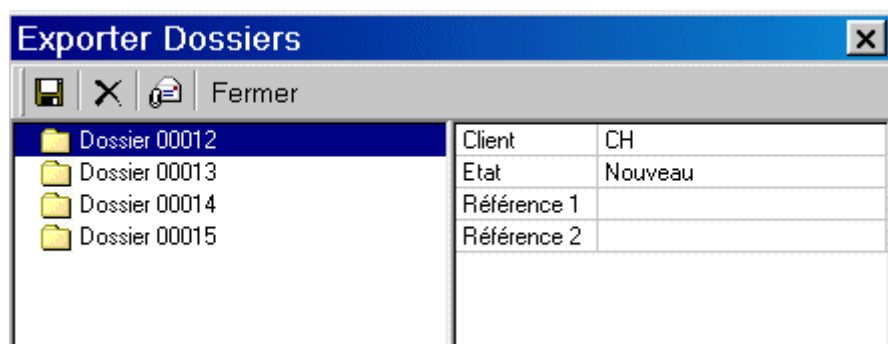 Exporter Dossiers
Fermer
Dossier 00012
Dossier 00013
Dossier 00014
Dossier 00015
Client CH
Etat Nouveau
Référence 1
Référence 2